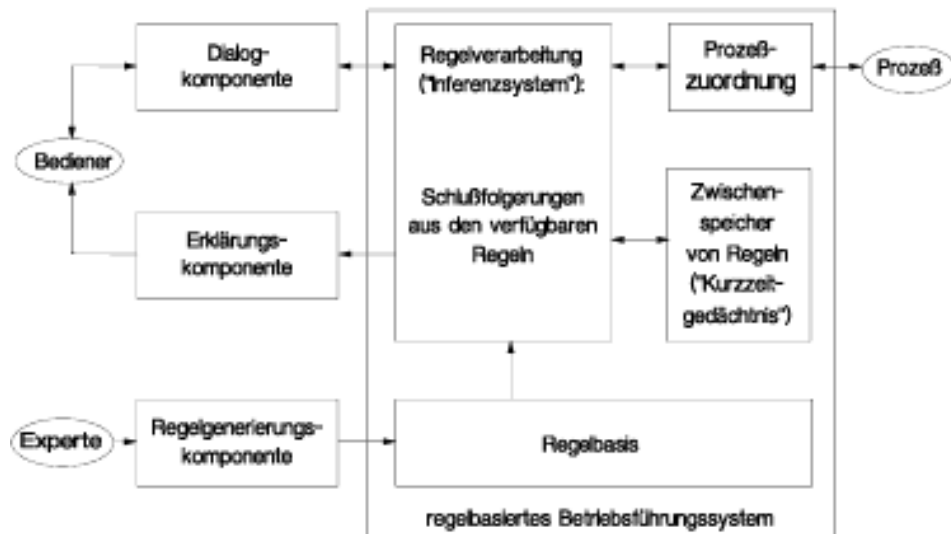 Dialog-
komponente
Regelverarbeitung
("Inferenzsystem"):
Prozeß-
zuordnung
Prozeß
Bediener
Schlußfolgerungen
aus den verfügbaren
Regeln
Zwischen-
speicher
von Regeln
("Kurzzeit-
gedächtnis")
Erklärungs-
komponente
Experte
Regelgenerierungs-
komponente
Regelbasis
regelbasiertes Betriebsführungssystem